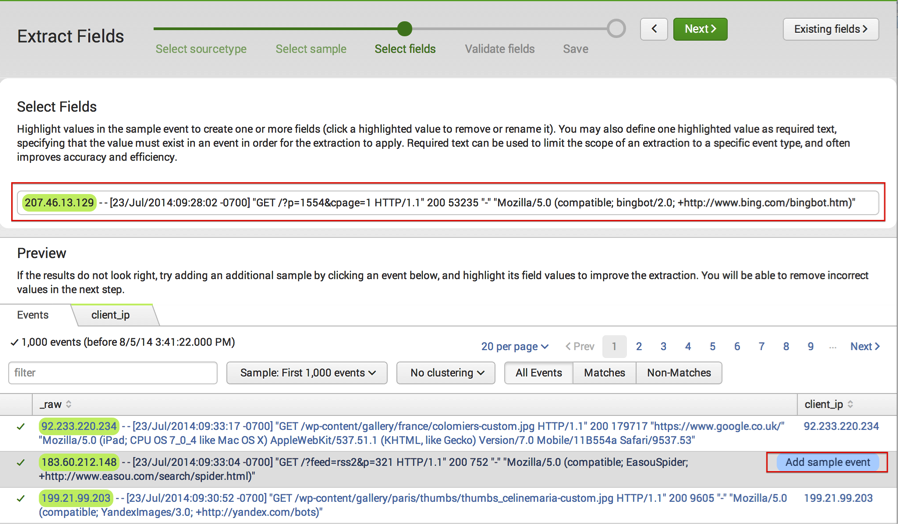 Extract Fields
Select sourcetype
Select sample
Select fields
Validate fields
Save
Next
Existing fields
Select Fields
Highlight values in the sample event to create one or more fields (click a highlighted value to remove or rename it). You may also define one highlighted value as required text,
specifying that the value must exist in an event in order for the extraction to apply. Required text can be used to limit the scope of an extraction to a specific event type, and often
improves accuracy and efficiency.
207.46.13.129 - - [23/Jul/2014:09:28:02 -0700] "GET /?p=1554&cpage=1 HTTP/1.1" 200 53235 "-" "Mozilla/5.0 (compatible; bingbot/2.0; +http://www.bing.com/bingbot.htm)"
Preview
If the results do not look right, try adding an additional sample by clicking an event below, and highlight its field values to improve the extraction. You will be able to remove incorrect
values in the next step.
Events client_ip
✓ 1,000 events (before 8/5/14 3:41:22.000 PM)
20 per page < Prev 1 2 3 4 5 6 7 8 9 ... Next >
filter
Sample: First 1,000 events
No clustering
All Events Matches Non-Matches
_raw client_ip
92.233.220.234 - - [23/Jul/2014:09:33:17 -0700] "GET /wp-content/gallery/france/colomiers-custom.jpg HTTP/1.1" 200 179717 "https://www.google.co.uk/" 92.233.220.234
"Mozilla/5.0 (iPad; CPU OS 7_0_4 like Mac OS X) AppleWebKit/537.51.1 (KHTML, like Gecko) Version/7.0 Mobile/11B554a Safari/9537.53"
183.60.212.148 - - [23/Jul/2014:09:33:04 -0700] "GET /?feed=rss2&p=321 HTTP/1.1" 200 752 "-" "Mozilla/5.0 (compatible; EasouSpider; Add sample event
+http://www.easou.com/search/spider.html)"
199.21.99.203 - - [23/Jul/2014:09:30:52 -0700] "GET /wp-content/gallery/paris/thumbs/thumbs_celinemaria-custom.jpg HTTP/1.1" 200 9605 "-" "Mozilla/5.0 199.21.99.203
(compatible; YandexImages/3.0; +http://yandex.com/bots)"